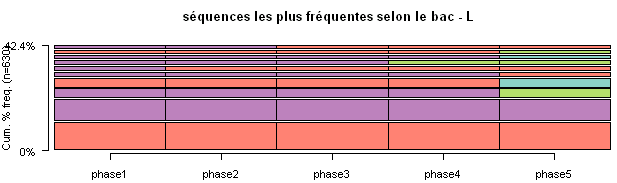 séquences les plus fréquentes selon le bac - L
42.4%
Cum. % freq. (n=630)
0%
phase1 phase2 phase3 phase4 phase5